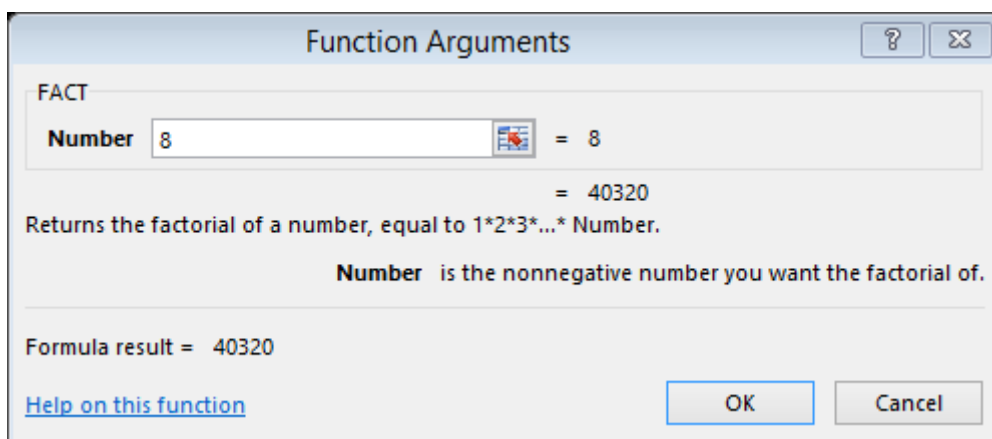 Function Arguments
FACT
Number 8 = 8
= 40320
Returns the factorial of a number, equal to 1*2*3*...* Number.
Number is the nonnegative number you want the factorial of.
Formula result = 40320
Help on this function OK Cancel